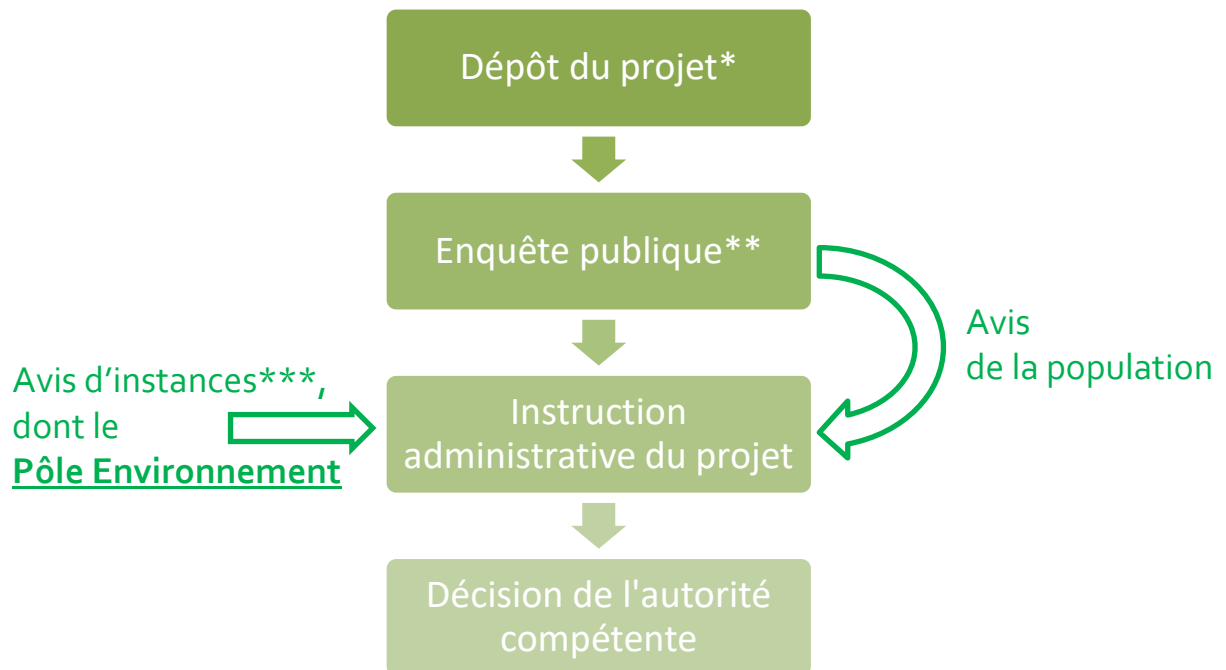 Dépôt du projet*
Enquête publique**
Avis
de la population
Avis d’instances***,
dont le
Pôle Environnement
Instruction
administrative du projet
Décision de l'autorité
compétente